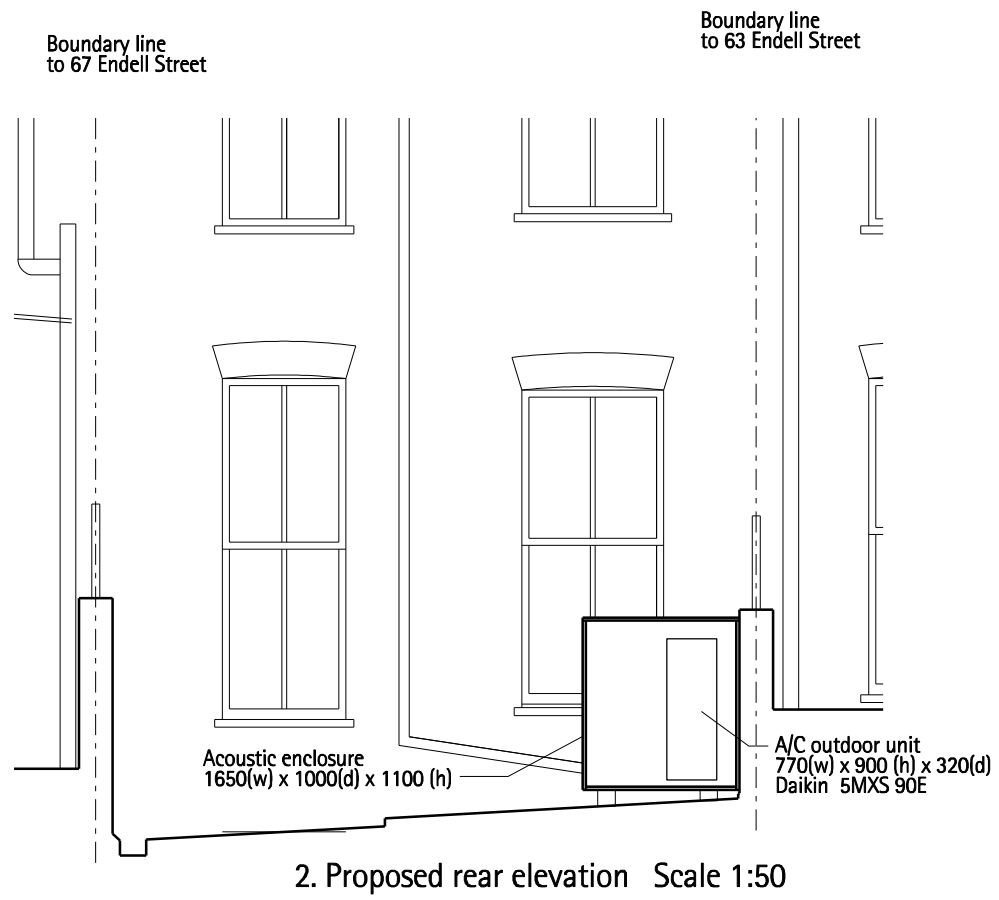 Boundary line
to 67 Endell Street
Boundary line
to 63 Endell Street
Acoustic enclosure
1650(w) x 1000(d) x 1100 (h)
A/C outdoor unit
770(w) x 900 (h) x 320(d)
Daikin 5MXS 90E
2. Proposed rear elevation Scale 1:50